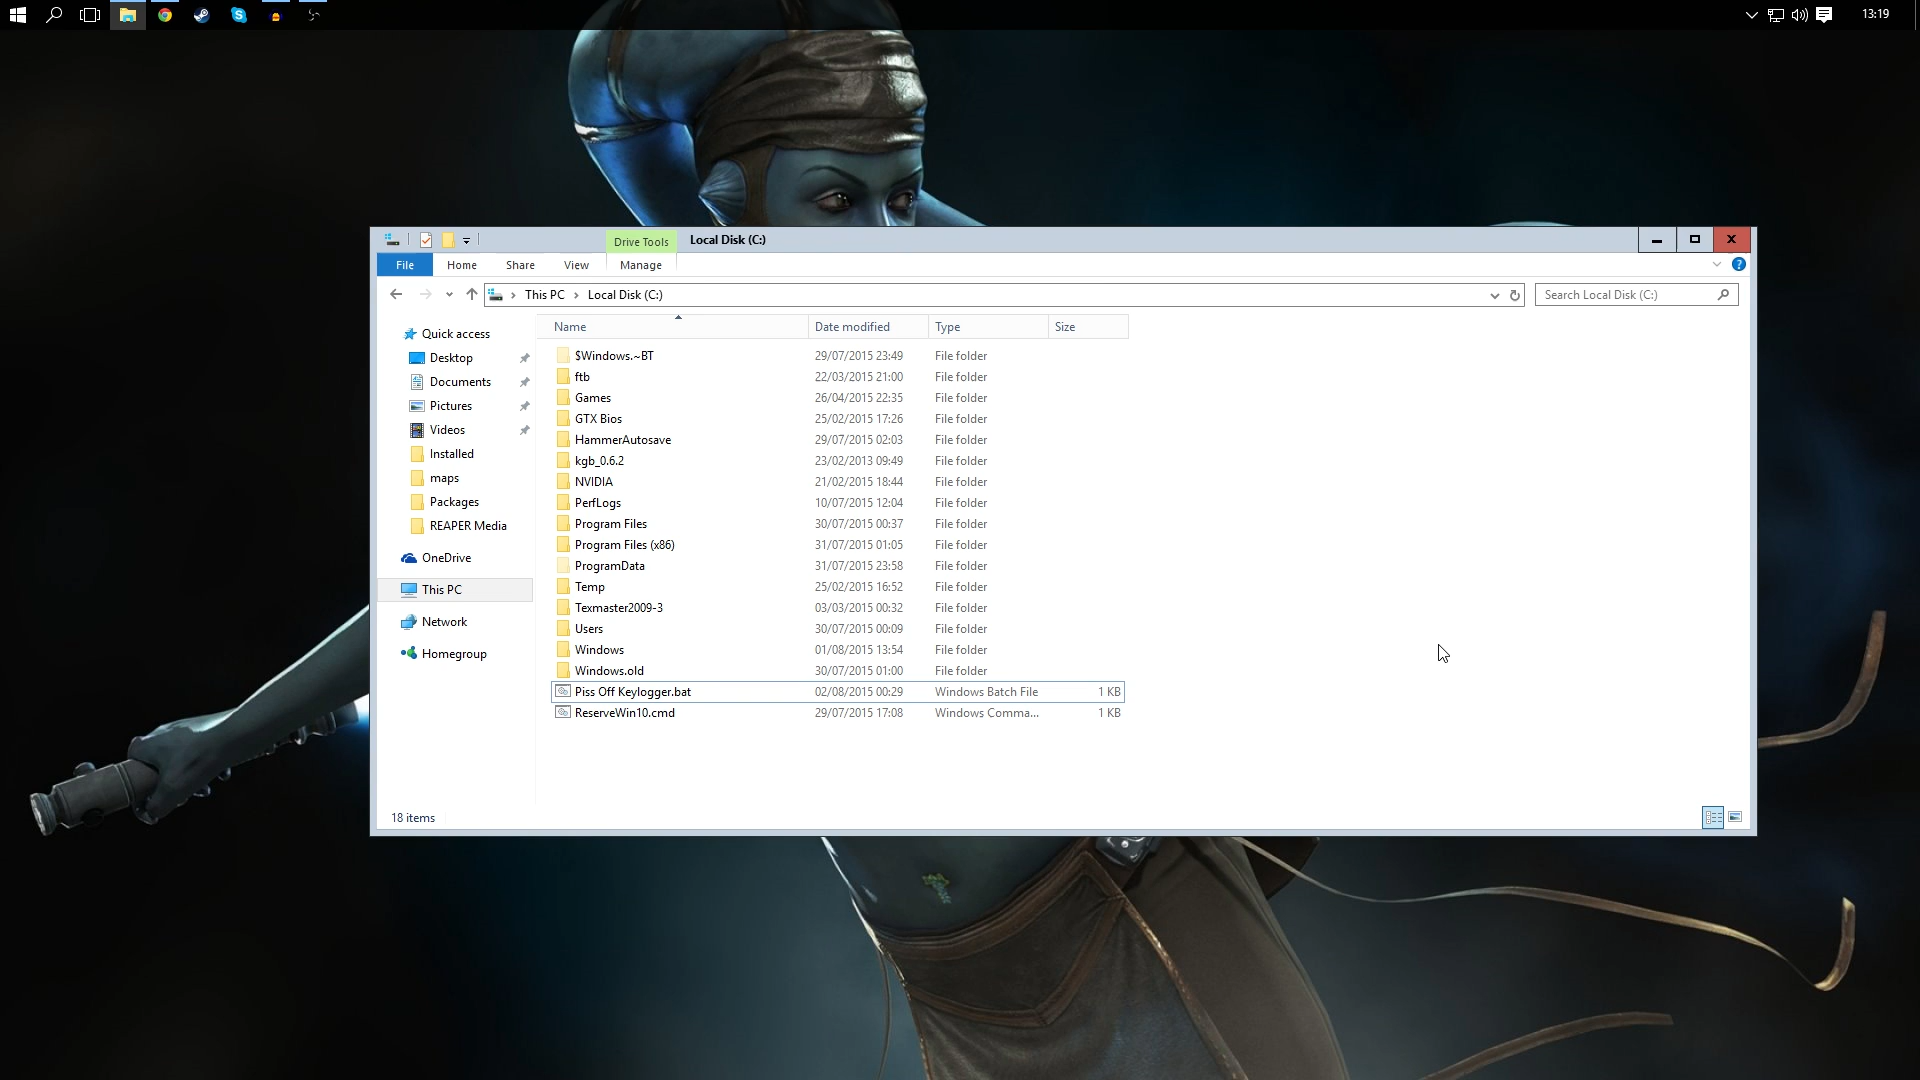 13:19
Drive Tools
Local Disk (C:)
File Home Share View Manage
This PC Local Disk (C:)
Search Local Disk (C:)
Name Date modified Type Size
Quick access
Desktop
Documents
Pictures
Videos
Installed
maps
Packages
REAPER Media
OneDrive
This PC
Network
Homegroup
$Windows.~BT 29/07/2015 23:49 File folder
ftb 22/03/2015 21:00 File folder
Games 26/04/2015 22:35 File folder
GTX Bios 25/02/2015 17:26 File folder
HammerAutosave 29/07/2015 02:03 File folder
kgb_0.6.2 23/02/2013 09:49 File folder
NVIDIA 21/02/2015 18:44 File folder
PerfLogs 10/07/2015 12:04 File folder
Program Files 30/07/2015 00:37 File folder
Program Files (x86) 31/07/2015 01:05 File folder
ProgramData 31/07/2015 23:58 File folder
Temp 25/02/2015 16:52 File folder
Texmaster2009-3 03/03/2015 00:32 File folder
Users 30/07/2015 00:09 File folder
Windows 01/08/2015 13:54 File folder
Windows.old 30/07/2015 01:00 File folder
Piss Off Keylogger.bat 02/08/2015 00:29 Windows Batch File 1 KB
ReserveWin10.cmd 29/07/2015 17:08 Windows Comma... 1 KB
18 items